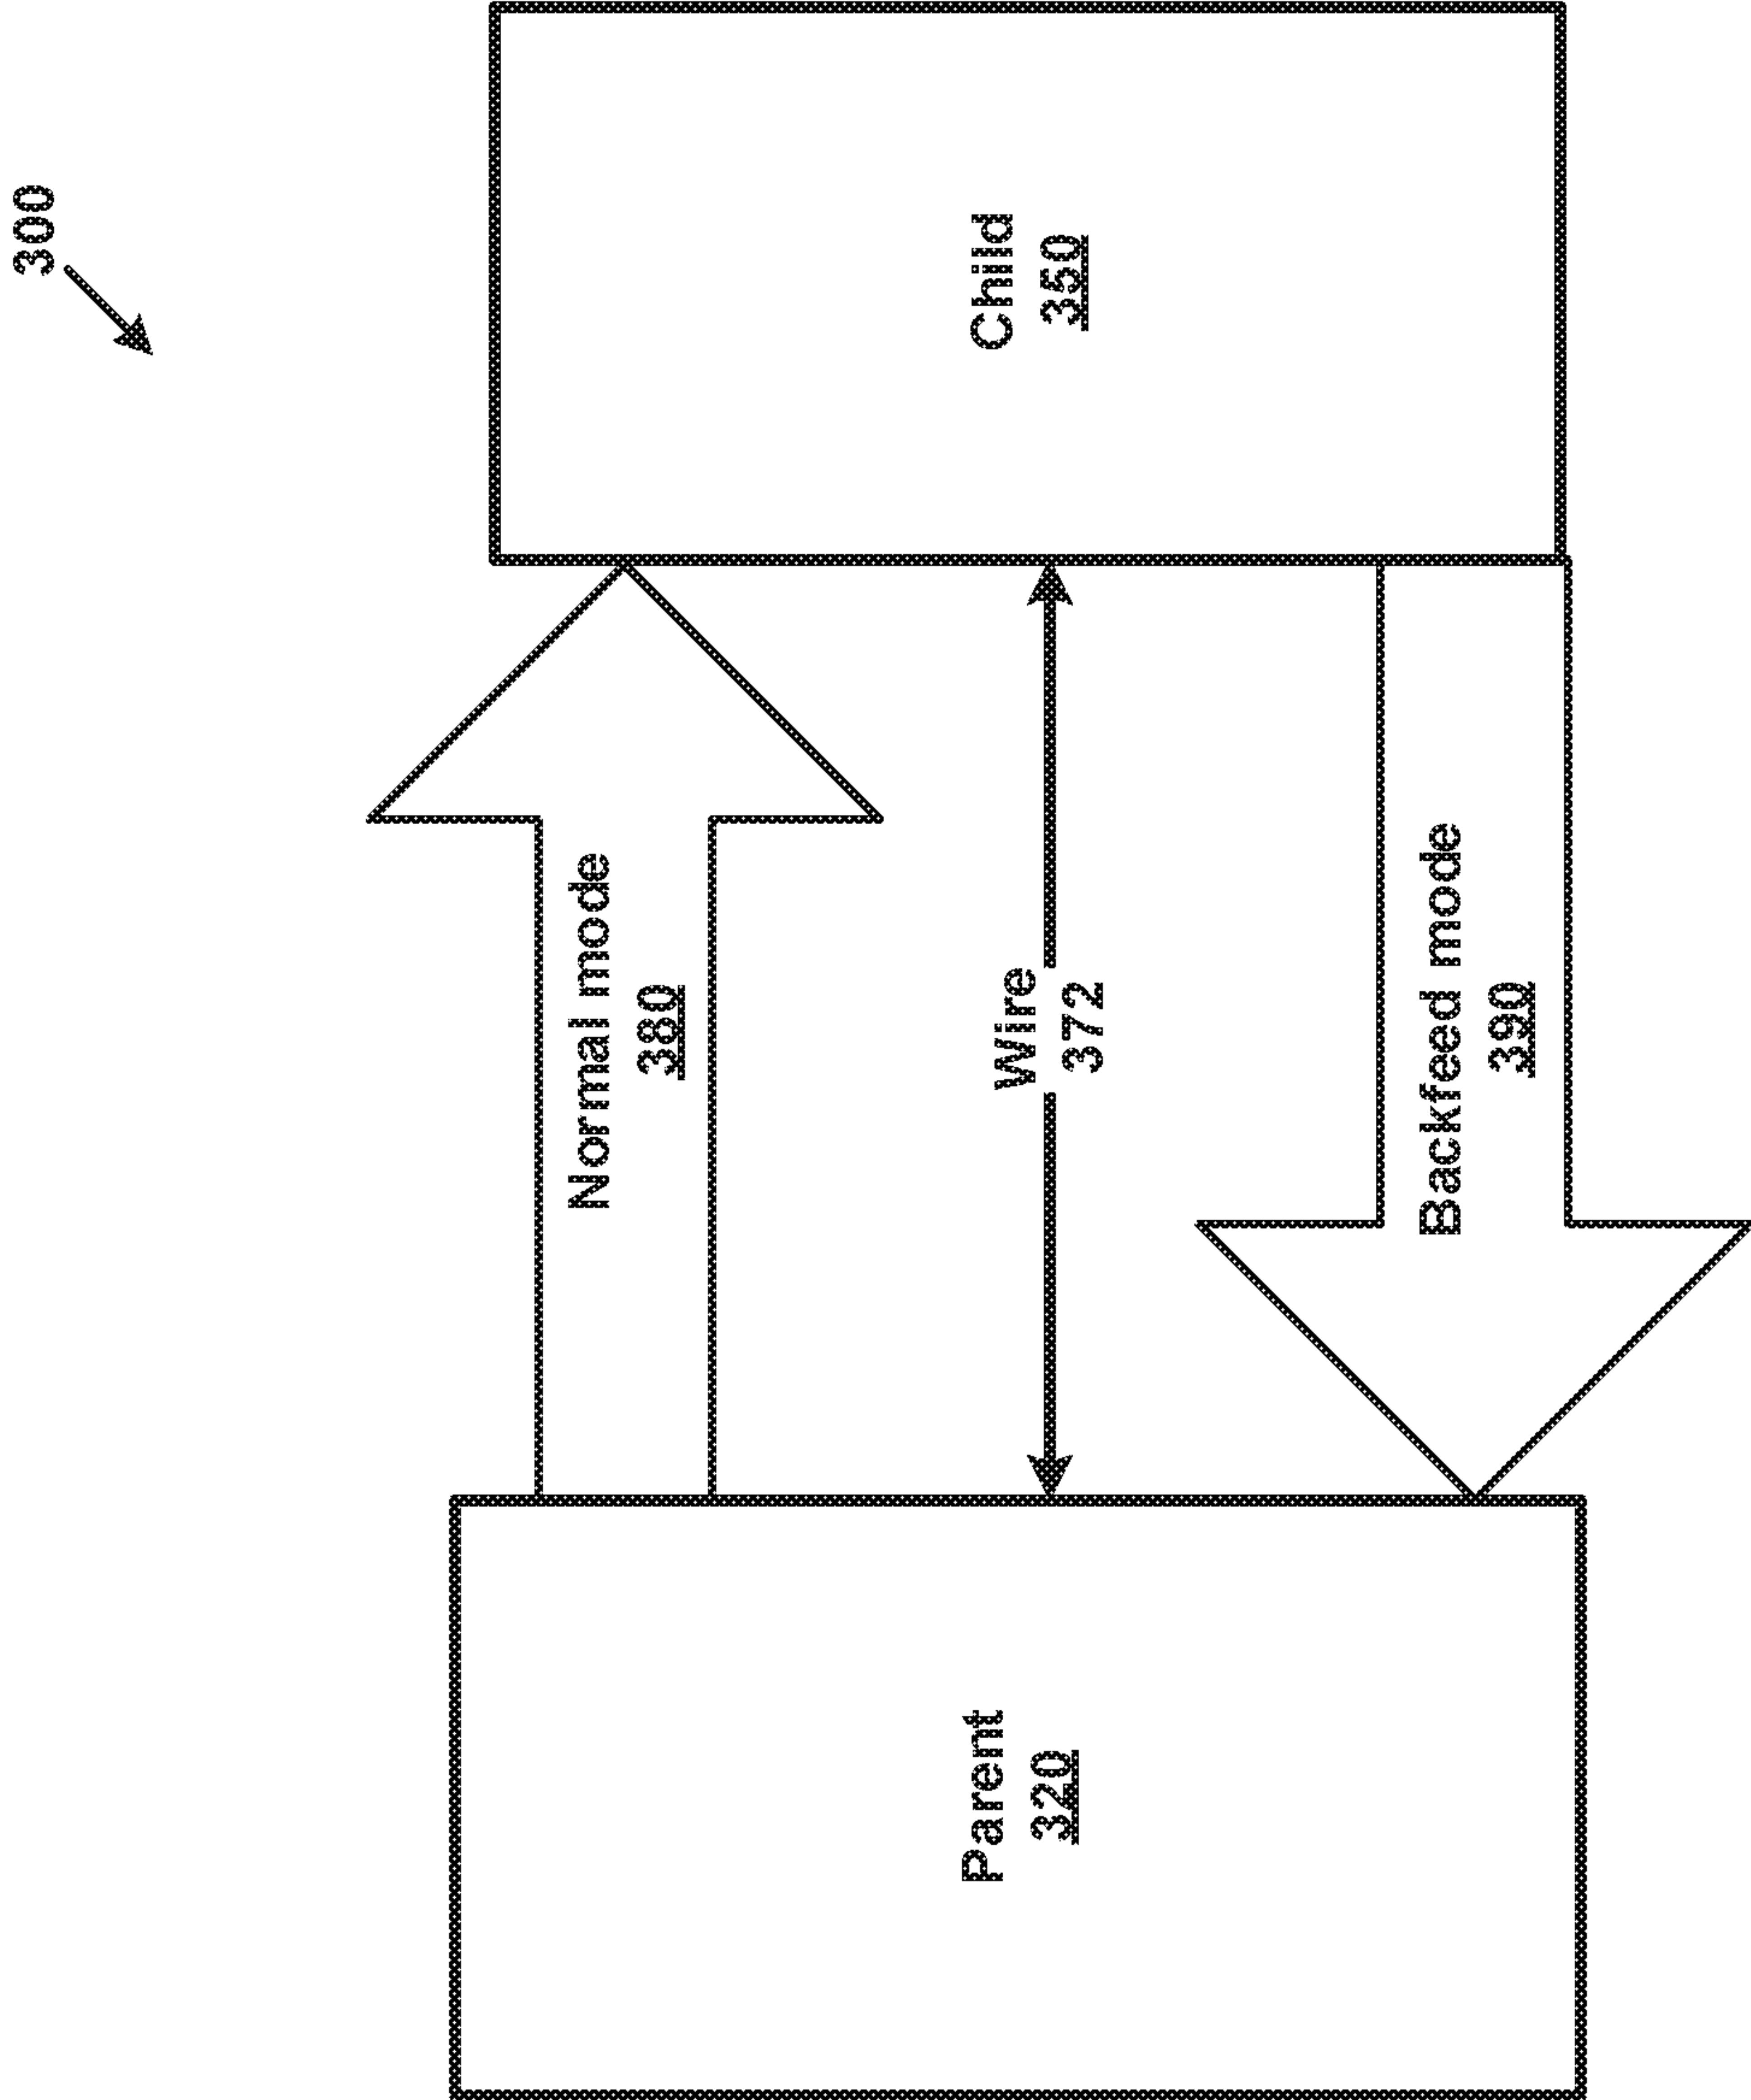 300
Parent
320
Normal mode
380
Wire
372
Backfeed mode
390
Child
350